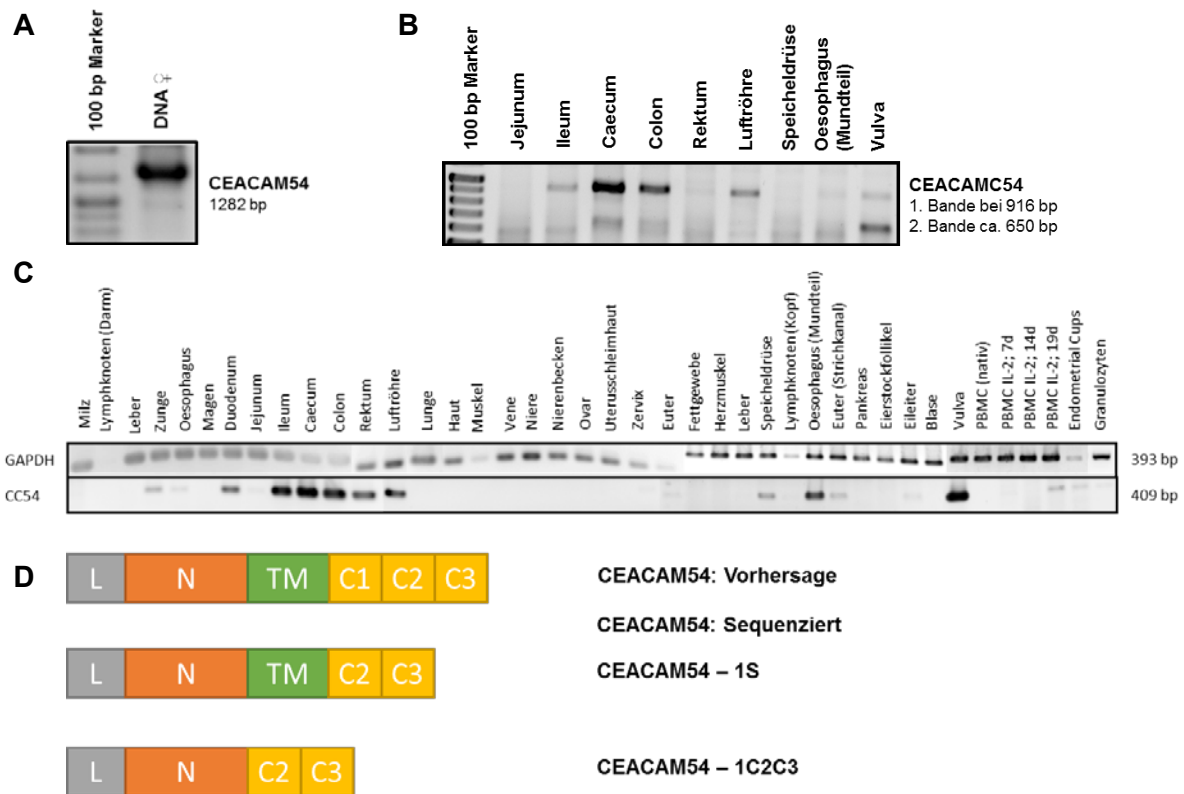 A
100 bp Marker
DNA ♀
CEACAM54
1282 bp
B
100 bp Marker
Jejunum
Ileum
Caecum
Colon
Rektum
Luftröhre
Speicheldrüse
Oesophagus
(Mundteil)
Vulva
CEACAMC54
1. Bande bei 916 bp
2. Bande ca. 650 bp
C
Milz
Lymphknoten (Darm)
Leber
Zunge
Oesophagus
Magen
Duodenum
Jejunum
Ileum
Caecum
Colon
Rektum
Luftröhre
Lunge
Haut
Muskel
Vene
Niere
Nierenbecken
Ovar
Uterusschleimhaut
Zervix
Euter
Fettgewebe
Herzmuskel
Leber
Speicheldrüse
Lymphknoten (Kopf)
Oesophagus (Mundteil)
Euter (Strichkanal)
Pankreas
Eierstockfollikel
Eileiter
Blase
Vulva
PBMC (nativ)
PBMC IL-2; 7d
PBMC IL-2; 14d
PBMC IL-2; 19d
Endometrial Cups
Granulozyten
GAPDH
393 bp
CC54
409 bp
D
L N TM C1 C2 C3
CEACAM54: Vorhersage
CEACAM54: Sequenziert
L N TM C2 C3
CEACAM54 – 1S
L N C2 C3
CEACAM54 – 1C2C3